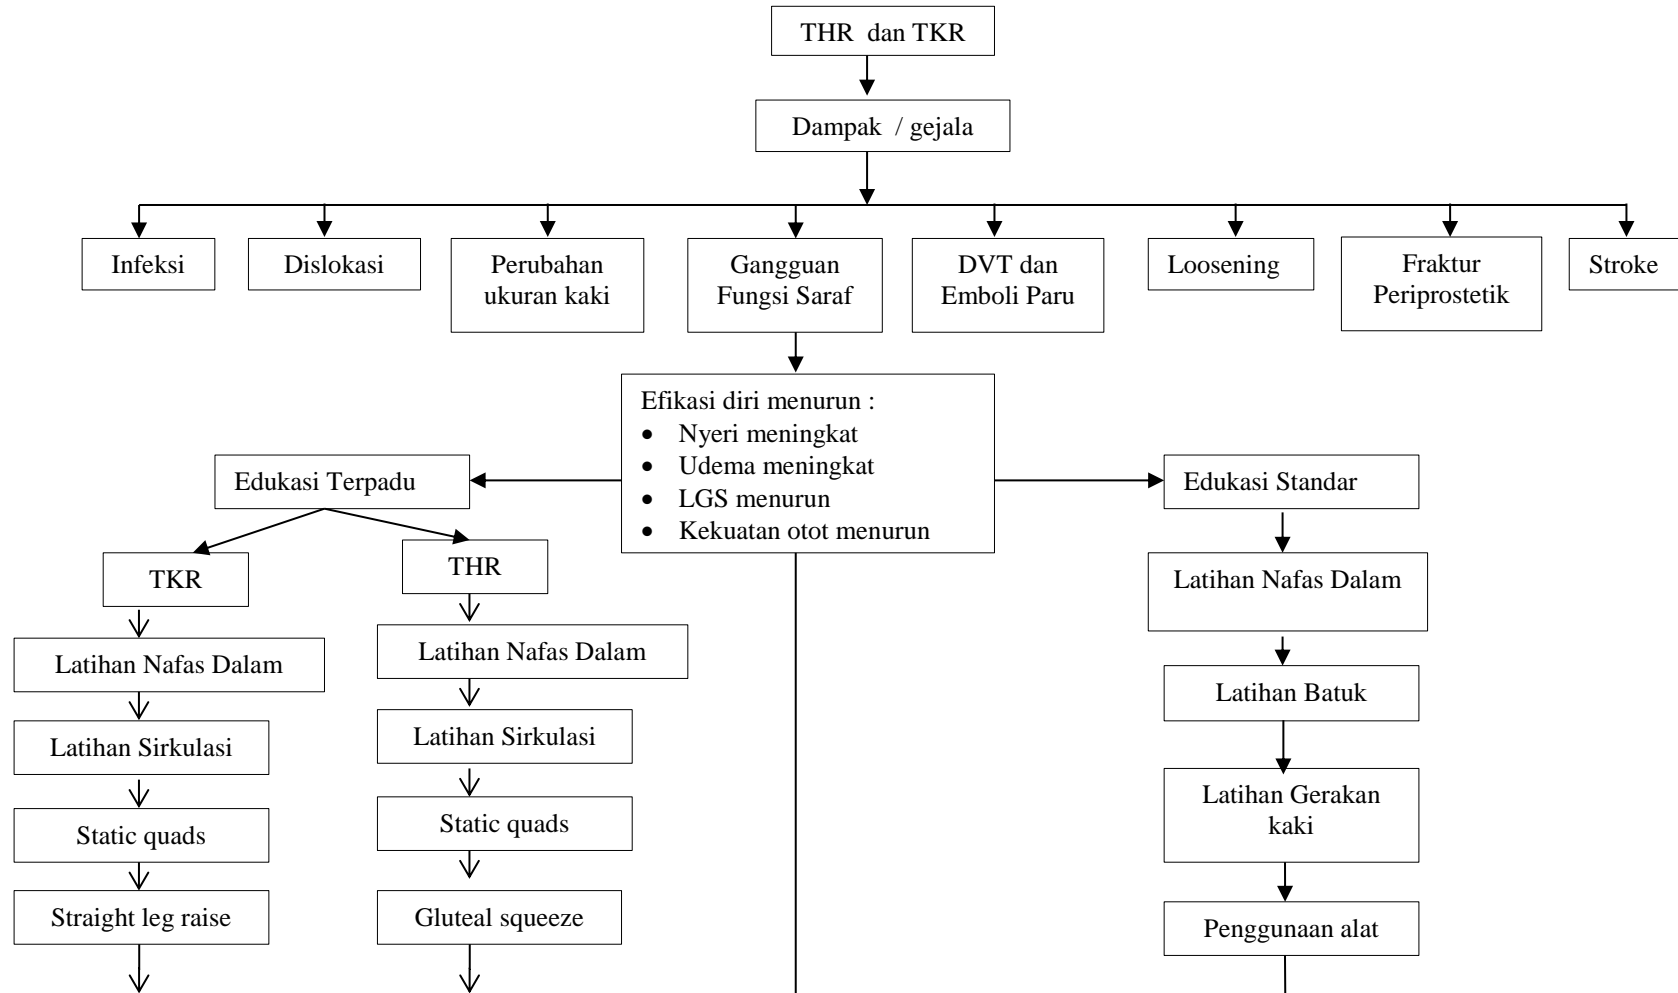 THR dan TKR
Dampak / gejala
Infeksi
Dislokasi
Perubahan
ukuran kaki
Gangguan
Fungsi Saraf
DVT dan
Emboli Paru
Loosening
Fraktur
Periprostetik
Stroke
Efikasi diri menurun :
• Nyeri meningkat
• Udema meningkat
• LGS menurun
• Kekuatan otot menurun
Edukasi Terpadu
TKR
Latihan Nafas Dalam
Latihan Sirkulasi
Static quads
Straight leg raise
THR
Latihan Nafas Dalam
Latihan Sirkulasi
Static quads
Gluteal squeeze
Edukasi Standar
Latihan Nafas Dalam
Latihan Batuk
Latihan Gerakan
kaki
Penggunaan alat